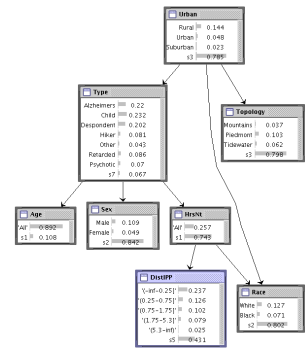 Urban
Rural 0.144
Urban 0.048
Suburban 0.023
s3 0.785
Type
Alzheimers 0.22
Child 0.232
Despondent 0.202
Hiker 0.081
Other 0.043
Retarded 0.086
Psychotic 0.07
s7 0.067
Topology
Mountains 0.037
Piedmont 0.103
Tidewater 0.062
s3 0.798
Age
'All' 0.892
s1 0.108
Sex
Male 0.109
Female 0.049
s2 0.842
HrsNt
'All' 0.257
s1 0.743
DistIPP
'(-inf-0.25]' 0.237
'(0.25-0.75]' 0.126
'(0.75-1.75]' 0.102
'(1.75-5.3]' 0.079
'(5.3-inf)' 0.025
s5 0.431
Race
White 0.127
Black 0.071
s2 0.802